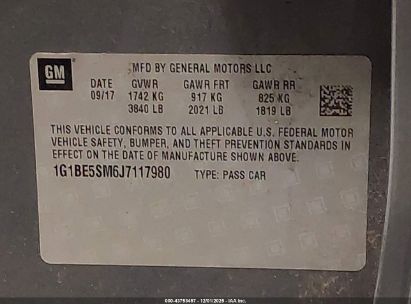 GM
MFD BY GENERAL MOTORS LLC
DATE GVWR GAWR FRT GAWR RR
09/17 1742 KG 917 KG 825 KG
3840 LB 2021 LB 1819 LB
THIS VEHICLE CONFORMS TO ALL APPLICABLE U.S. FEDERAL MOTOR
VEHICLE SAFETY, BUMPER, AND THEFT PREVENTION STANDARDS IN
EFFECT ON THE DATE OF MANUFACTURE SHOWN ABOVE.
1G1BE5SM6J7117980 TYPE: PASS CAR